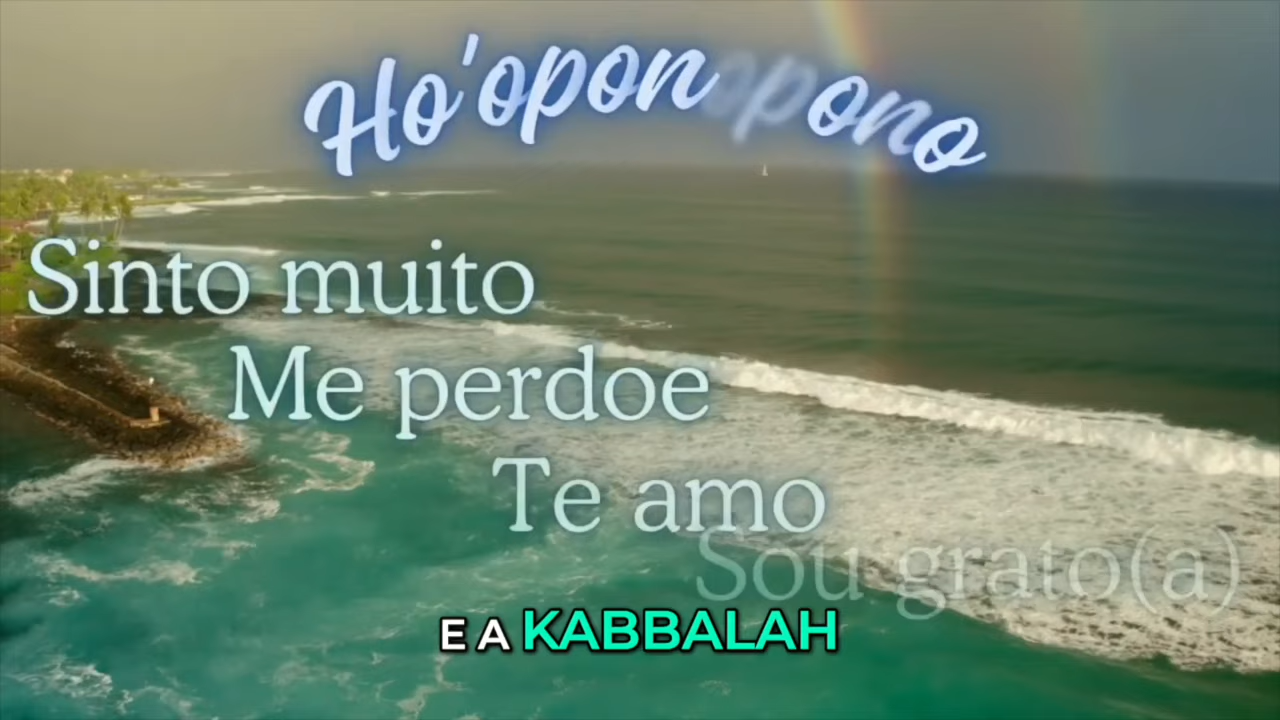 Ho'oponopono
Sinto muito
Me perdoe
Te amo
Sou grato(a)
E A KABBALAH